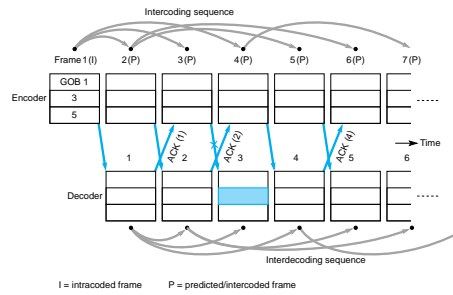 Intercoding sequence
Frame 1 (I) 2(P) 3(P) 4(P) 5(P) 6(P) 7(P)
GOB 1
Encoder
3
5
ACK (1) ACK (2) ACK (4)
Time
1 2 3 4 5 6
Decoder
Interdecoding sequence
I = intracoded frame P = predicted/intercoded frame